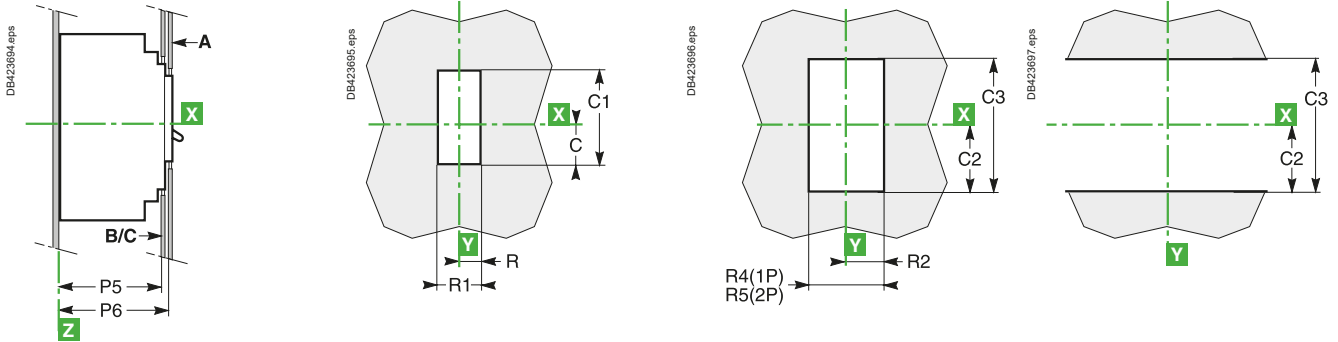 DB423694.eps
A
X
B/C
P5
P6
Z
DB423695.eps
C1
X
C
Y
R
R1
DB423696.eps
C3
X
C2
Y
R2
R4(1P)
R5(2P)
DB423697.eps
C3
X
C2
Y